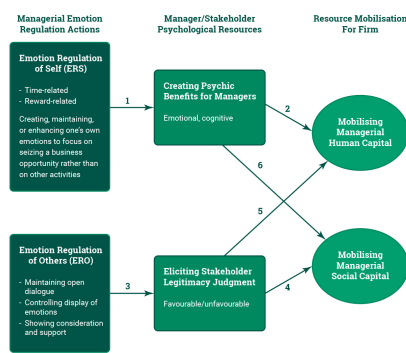 Managerial Emotion
Regulation Actions
Manager/Stakeholder
Psychological Resources
Resource Mobilisation
For Firm
Emotion Regulation
of Self (ERS)
- Time-related
- Reward-related
Creating, maintaining,
or enhancing one's own
emotions to focus on
seizing a business
opportunity rather than
on other activities
1
Creating Psychic
Benefits for Managers
Emotional, cognitive
2
Mobilising
Managerial
Human Capital
6
5
Emotion Regulation
of Others (ERO)
- Maintaining open
dialogue
- Controlling display of
emotions
- Showing consideration
and support
3
Eliciting Stakeholder
Legitimacy Judgment
Favourable/unfavourable
4
Mobilising
Managerial
Social Capital